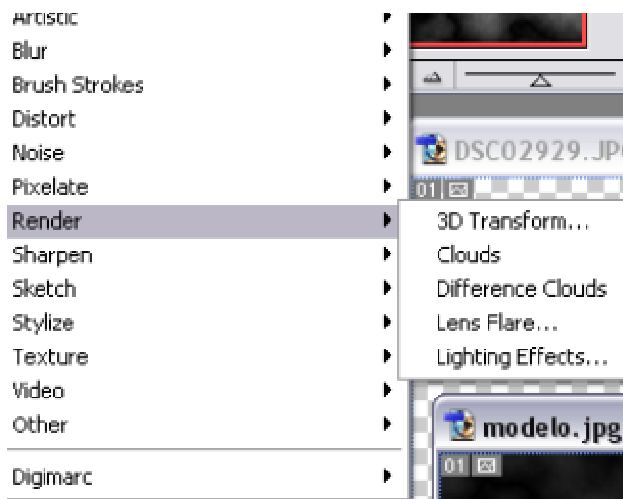 Artistic
Blur
Brush Strokes
Distort
Noise
DSC02929.JP
Pixelate
01
Render
3D Transform...
Sharpen
Clouds
Sketch
Difference Clouds
Stylize
Lens Flare...
Texture
Lighting Effects...
Video
Other
modelo.jpg
01
Digimarc